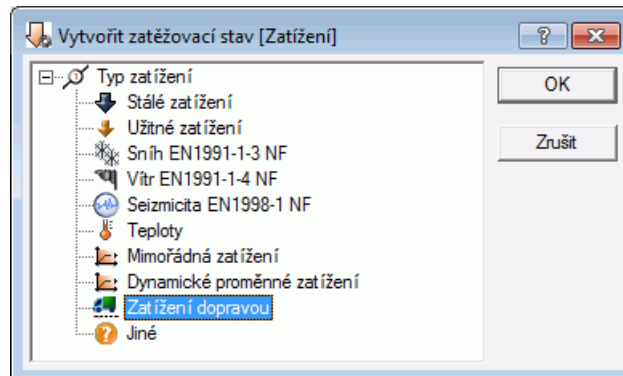 Vytvořit zatěžovací stav [Zatížení]
Typ zatížení
Stálé zatížení
Užitné zatížení
Sníh EN1991-1-3 NF
Vítr EN1991-1-4 NF
Seizmicita EN1998-1 NF
Teploty
Mimořádná zatížení
Dynamické proměnné zatížení
Zatížení dopravou
Jiné
OK
Zrušit